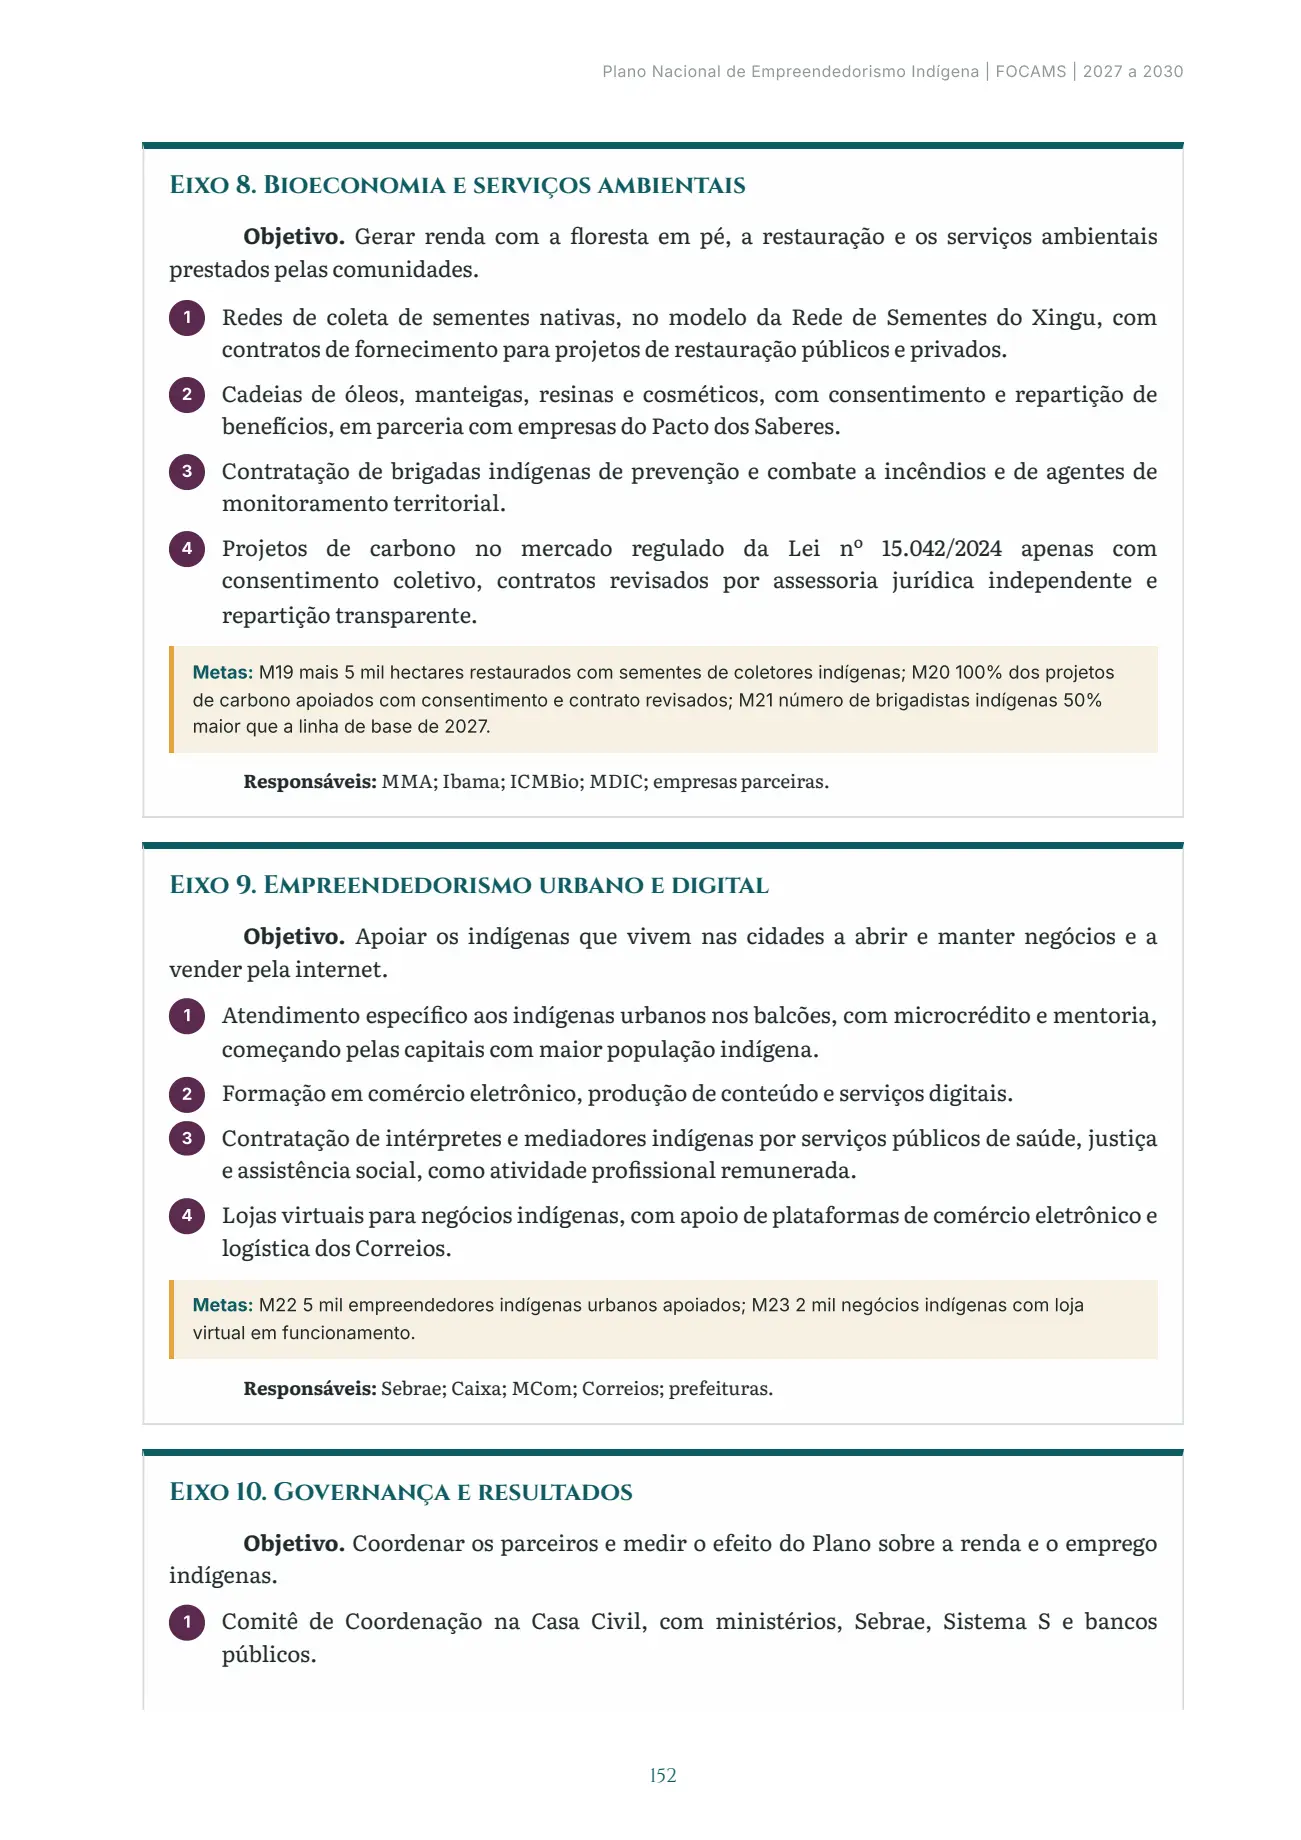 Plano Nacional de Empreendedorismo Indígena | FOCAMS | 2027 a 2030
Eixo 8. Bioeconomia e serviços ambientais
Objetivo. Gerar renda com a floresta em pé, a restauração e os serviços ambientais
prestados pelas comunidades.
1 Redes de coleta de sementes nativas, no modelo da Rede de Sementes do Xingu, com
contratos de fornecimento para projetos de restauração públicos e privados.
2 Cadeias de óleos, manteigas, resinas e cosméticos, com consentimento e repartição de
benefícios, em parceria com empresas do Pacto dos Saberes.
3 Contratação de brigadas indígenas de prevenção e combate a incêndios e de agentes de
monitoramento territorial.
4 Projetos de carbono no mercado regulado da Lei nº 15.042/2024 apenas com
consentimento coletivo, contratos revisados por assessoria jurídica independente e
repartição transparente.
Metas: M19 mais 5 mil hectares restaurados com sementes de coletores indígenas; M20 100% dos projetos
de carbono apoiados com consentimento e contrato revisados; M21 número de brigadistas indígenas 50%
maior que a linha de base de 2027.
Responsáveis: MMA; Ibama; ICMBio; MDIC; empresas parceiras.
Eixo 9. Empreendedorismo urbano e digital
Objetivo. Apoiar os indígenas que vivem nas cidades a abrir e manter negócios e a
vender pela internet.
1 Atendimento específico aos indígenas urbanos nos balcões, com microcrédito e mentoria,
começando pelas capitais com maior população indígena.
2 Formação em comércio eletrônico, produção de conteúdo e serviços digitais.
3 Contratação de intérpretes e mediadores indígenas por serviços públicos de saúde, justiça
e assistência social, como atividade profissional remunerada.
4 Lojas virtuais para negócios indígenas, com apoio de plataformas de comércio eletrônico e
logística dos Correios.
Metas: M22 5 mil empreendedores indígenas urbanos apoiados; M23 2 mil negócios indígenas com loja
virtual em funcionamento.
Responsáveis: Sebrae; Caixa; MCom; Correios; prefeituras.
Eixo 10. Governança e resultados
Objetivo. Coordenar os parceiros e medir o efeito do Plano sobre a renda e o emprego
indígenas.
1 Comitê de Coordenação na Casa Civil, com ministérios, Sebrae, Sistema S e bancos
públicos.
152